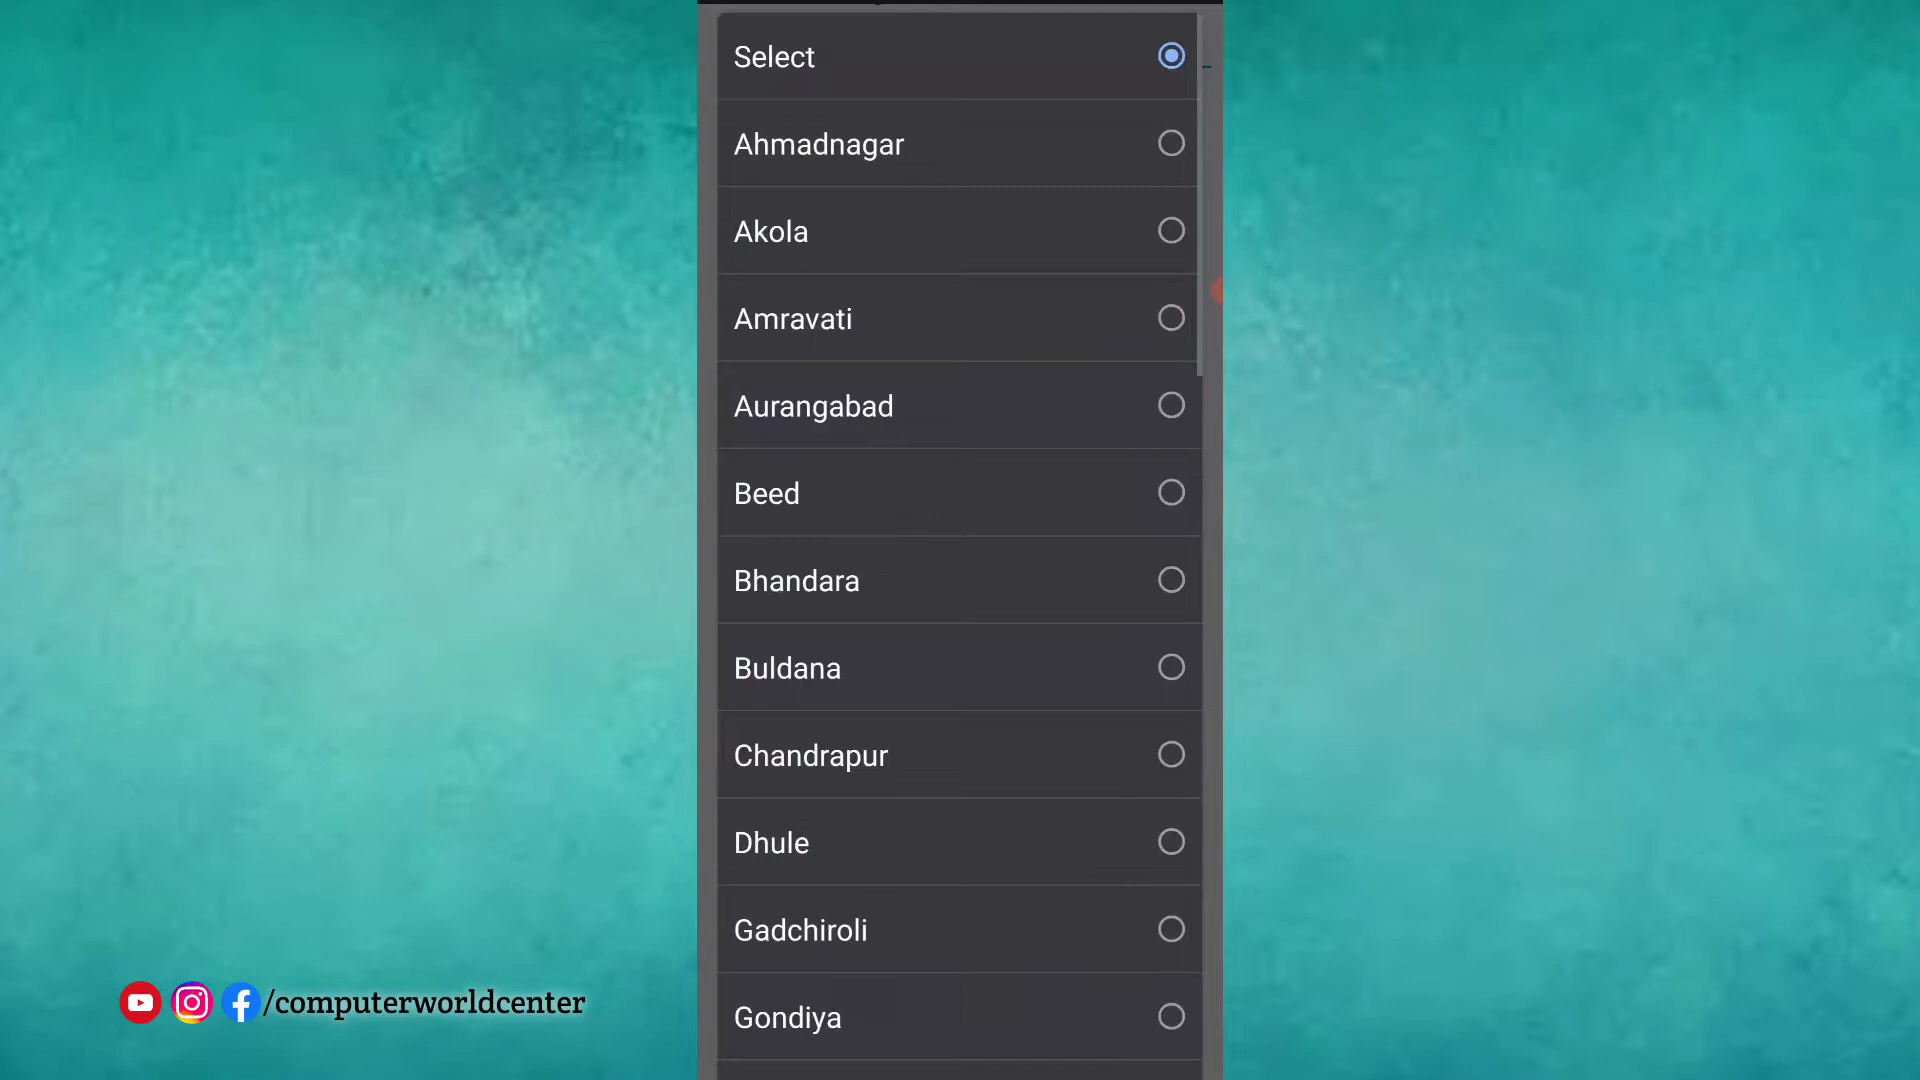 Select
Ahmadnagar
Akola
Amravati
Aurangabad
Beed
Bhandara
Buldana
Chandrapur
Dhule
Gadchiroli
Gondiya
/computerworldcenter